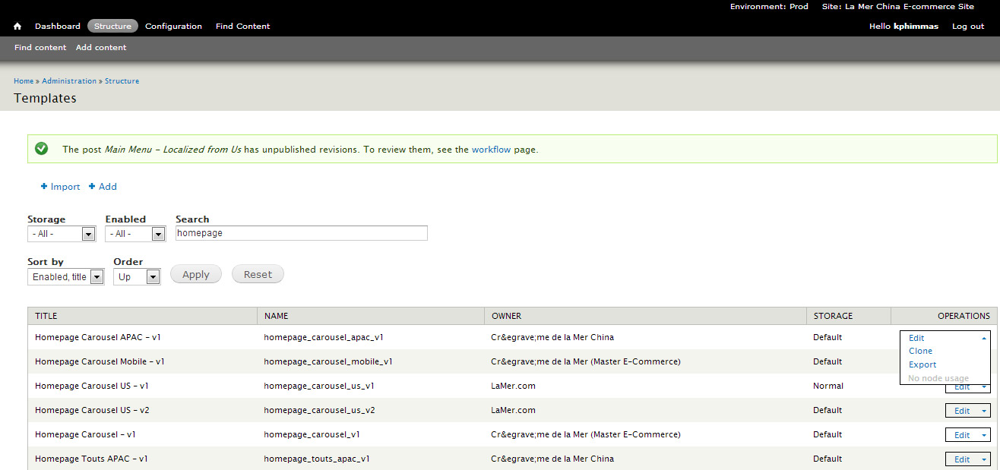 Environment: Prod Site: La Mer China E-commerce Site
Dashboard Structure Configuration Find Content Hello kphimmas Log out
Find content Add content
Home » Administration » Structure
Templates
The post Main Menu - Localized from Us has unpublished revisions. To review them, see the workflow page.
+ Import + Add
Storage Enabled Search
- All - - All - homepage
Sort by Order
Enabled, title Up Apply Reset
TITLE NAME OWNER STORAGE OPERATIONS
Homepage Carousel APAC - v1 homepage_carousel_apac_v1 Cr&egrave;me de la Mer China Default Edit
Clone
Homepage Carousel Mobile - v1 homepage_carousel_mobile_v1 Cr&egrave;me de la Mer (Master E-Commerce) Default Export
No node usage
Homepage Carousel US - v1 homepage_carousel_us_v1 LaMer.com Normal Edit
Homepage Carousel US - v2 homepage_carousel_us_v2 LaMer.com Default Edit
Homepage Carousel - v1 homepage_carousel_v1 Cr&egrave;me de la Mer (Master E-Commerce) Default Edit
Homepage Touts APAC - v1 homepage_touts_apac_v1 Cr&egrave;me de la Mer China Default Edit